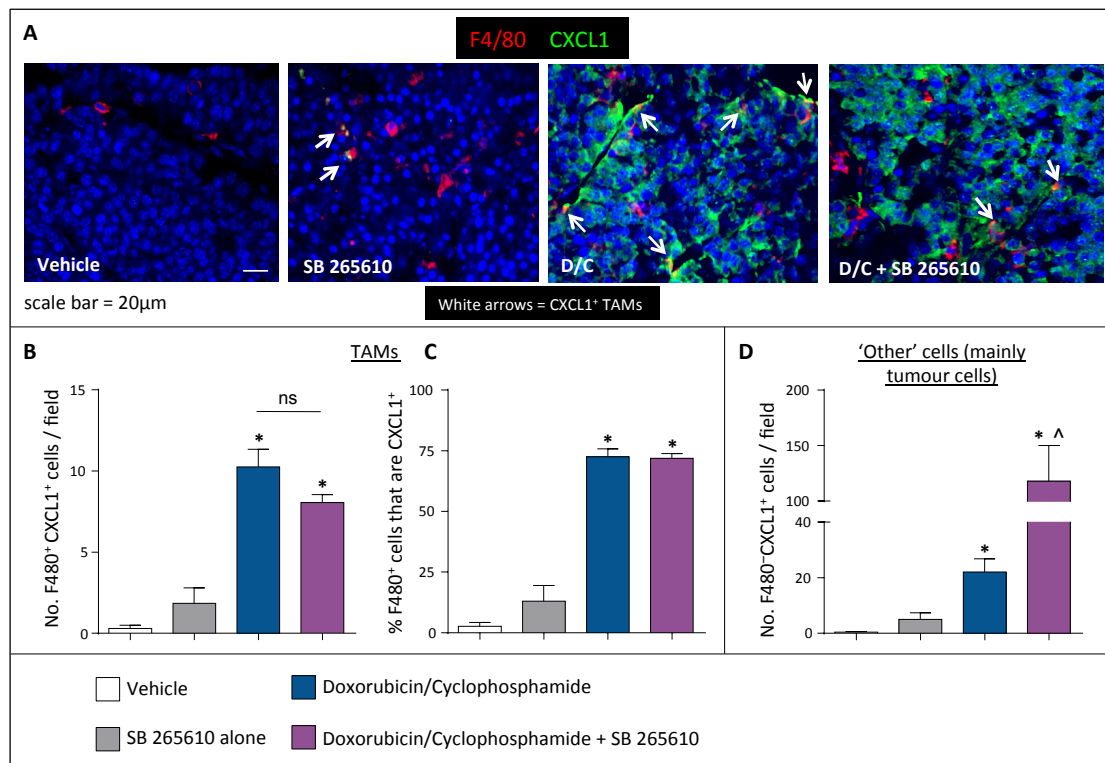 A
F4/80 CXCL1
Vehicle
SB 265610
D/C
D/C + SB 265610
scale bar = 20μm
White arrows = CXCL1⁺ TAMs
B
TAMs
C
No. F480⁺ CXCL1⁺ cells / field
15
10
5
0
*
ns
*
% F480⁺ cells that are CXCL1⁺
100
75
50
25
0
*
*
D
'Other' cells (mainly
tumour cells)
No. F480⁻CXCL1⁺ cells / field
200
150
100
40
20
0
*
* ^
Vehicle
Doxorubicin/Cyclophosphamide
SB 265610 alone
Doxorubicin/Cyclophosphamide + SB 265610